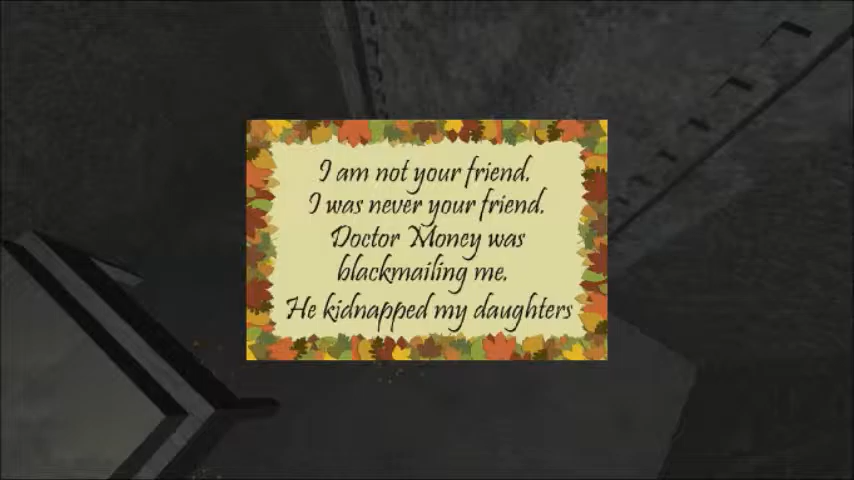 I am not your friend.
I was never your friend.
Doctor Money was
blackmailing me.
He kidnapped my daughters